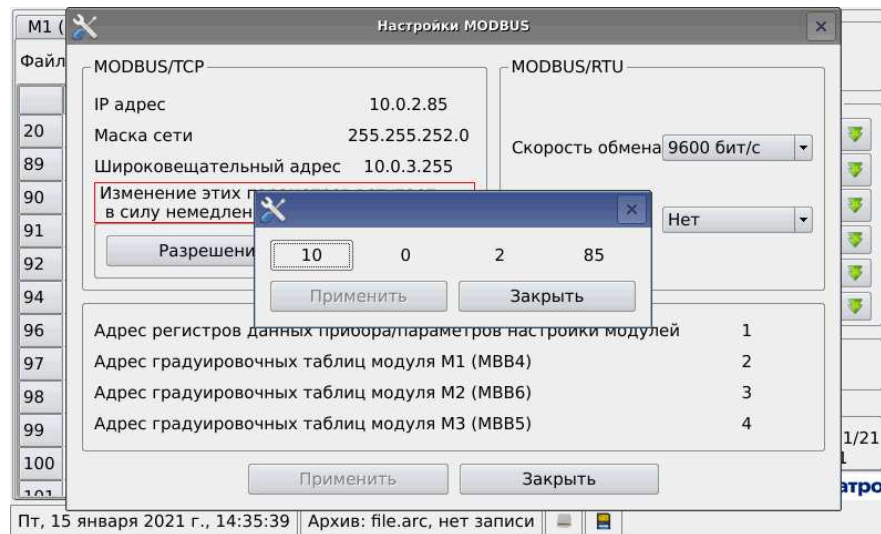 М1 (
Настройки MODBUS
Файл
MODBUS/TCP
MODBUS/RTU
IP адрес 10.0.2.85
Маска сети 255.255.252.0
Широковещательный адрес 10.0.3.255
Скорость обмена 9600 бит/с
Изменение этих
в силу
Нет
10 0 2 85
Применить Закрыть
Адрес регистров данных прибора/параметров настройки модулей 1
Адрес градуировочных таблиц модуля М1 (МВВ4) 2
Адрес градуировочных таблиц модуля М2 (МВВ6) 3
Адрес градуировочных таблиц модуля М3 (МВВ5) 4
Применить Закрыть
20
89
90
91
92
94
96
97
98
99
100
101
1/21
1
Пт, 15 января 2021 г., 14:35:39 Архив: file.arc, нет записи